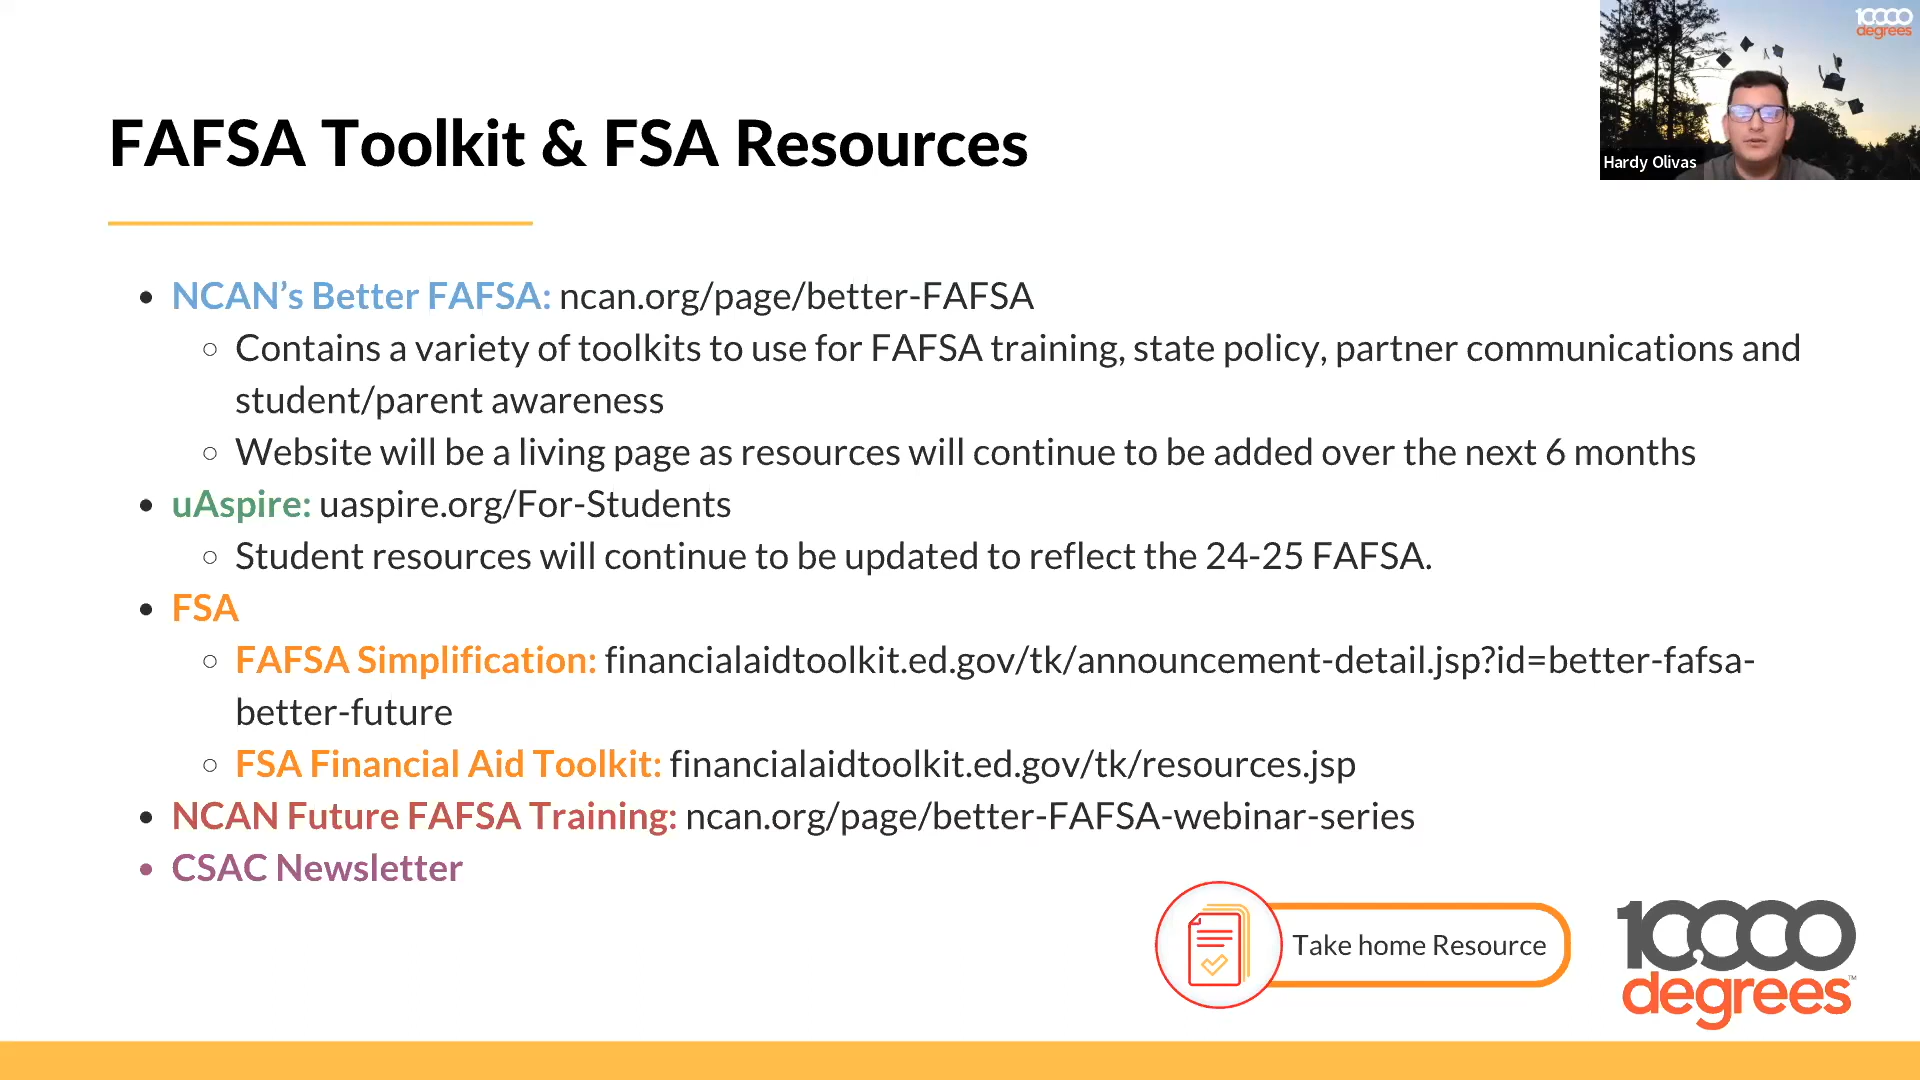 10000
degrees
Hardy Olivas
FAFSA Toolkit & FSA Resources
NCAN's Better FAFSA: ncan.org/page/better-FAFSA
Contains a variety of toolkits to use for FAFSA training, state policy, partner communications and
student/parent awareness
Website will be a living page as resources will continue to be added over the next 6 months
uAspire: uaspire.org/For-Students
Student resources will continue to be updated to reflect the 24-25 FAFSA.
FSA
FAFSA Simplification: financialaidtoolkit.ed.gov/tk/announcement-detail.jsp?id=better-fafsa-
better-future
FSA Financial Aid Toolkit: financialaidtoolkit.ed.gov/tk/resources.jsp
NCAN Future FAFSA Training: ncan.org/page/better-FAFSA-webinar-series
CSAC Newsletter
Take home Resource
10,000
degrees™